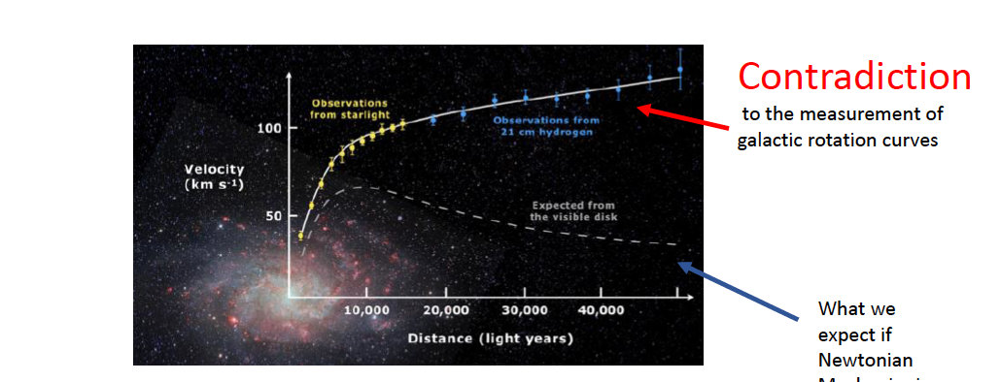 Contradiction
to the measurement of
galactic rotation curves
Observations
from starlight
100
Observations from
21 cm hydrogen
Velocity
(km s-1)
50
Expected from
the visible disk
10,000
20,000
30,000
40,000
Distance (light years)
What we
expect if
Newtonian